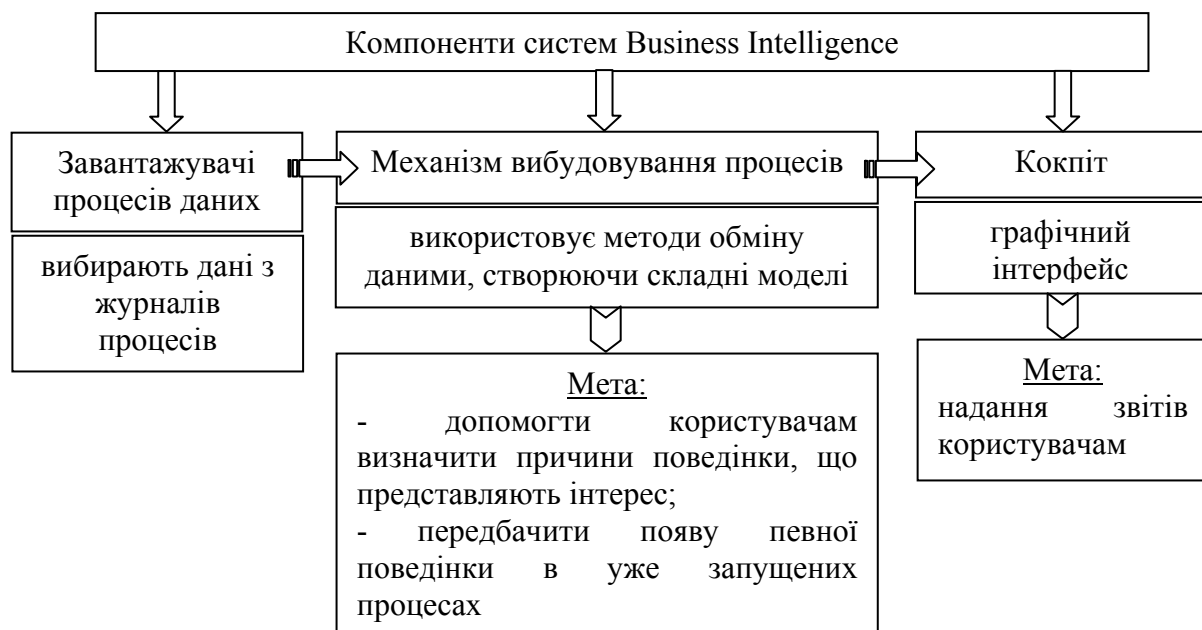 Компоненти систем Business Intelligence
Завантажувачі
процесів даних
вибирають дані з
журналів
процесів
Механізм вибудовування процесів
використовує методи обміну
даними, створюючи складні моделі
Мета:
- допомогти користувачам
визначити причини поведінки, що
представляють інтерес;
- передбачити появу певної
поведінки в уже запущених
процесах
Кокпіт
графічний
інтерфейс
Мета:
надання звітів
користувачам